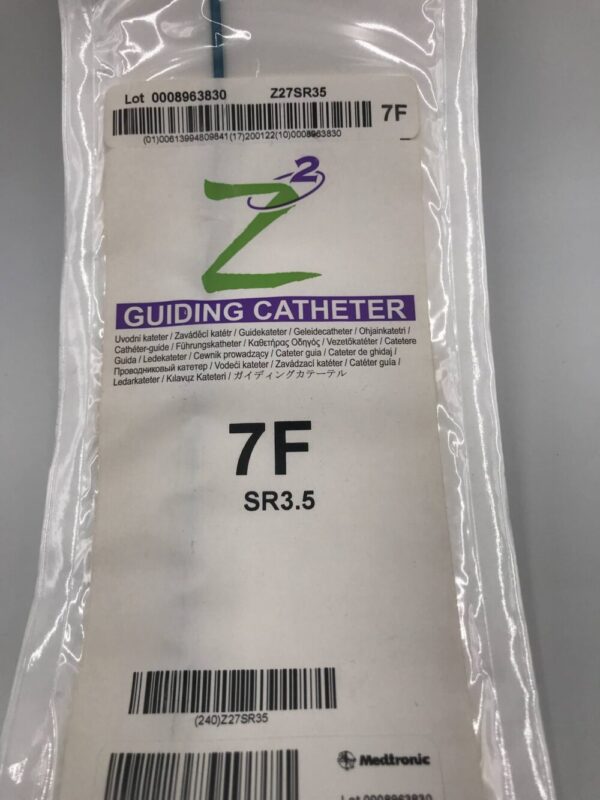 Lot 0008963830 Z27SR35
7F
(01)00613994809841(17)200122(10)0008963830
Z2
GUIDING CATHETER
Uvodni kateter / Zaváděcí katétr / Guidekateter / Geleidecatheter / Ohjainkatetri /
Cathéter-guide / Führungskatheter / Καθετήρας Οδηγός / Vezetőkatéter / Catetere
Guida / Ledekateter / Cewnik prowadzący / Cateter guia / Cateter de ghidaj /
Проводниковый катетер / Vodeći kateter / Zavádzací katéter / Catéter guía /
Ledarkateter / Kılavuz Kateteri / ガイディングカテーテル
7F
SR3.5
(240)Z27SR35
Medtronic
Lot 0008963830